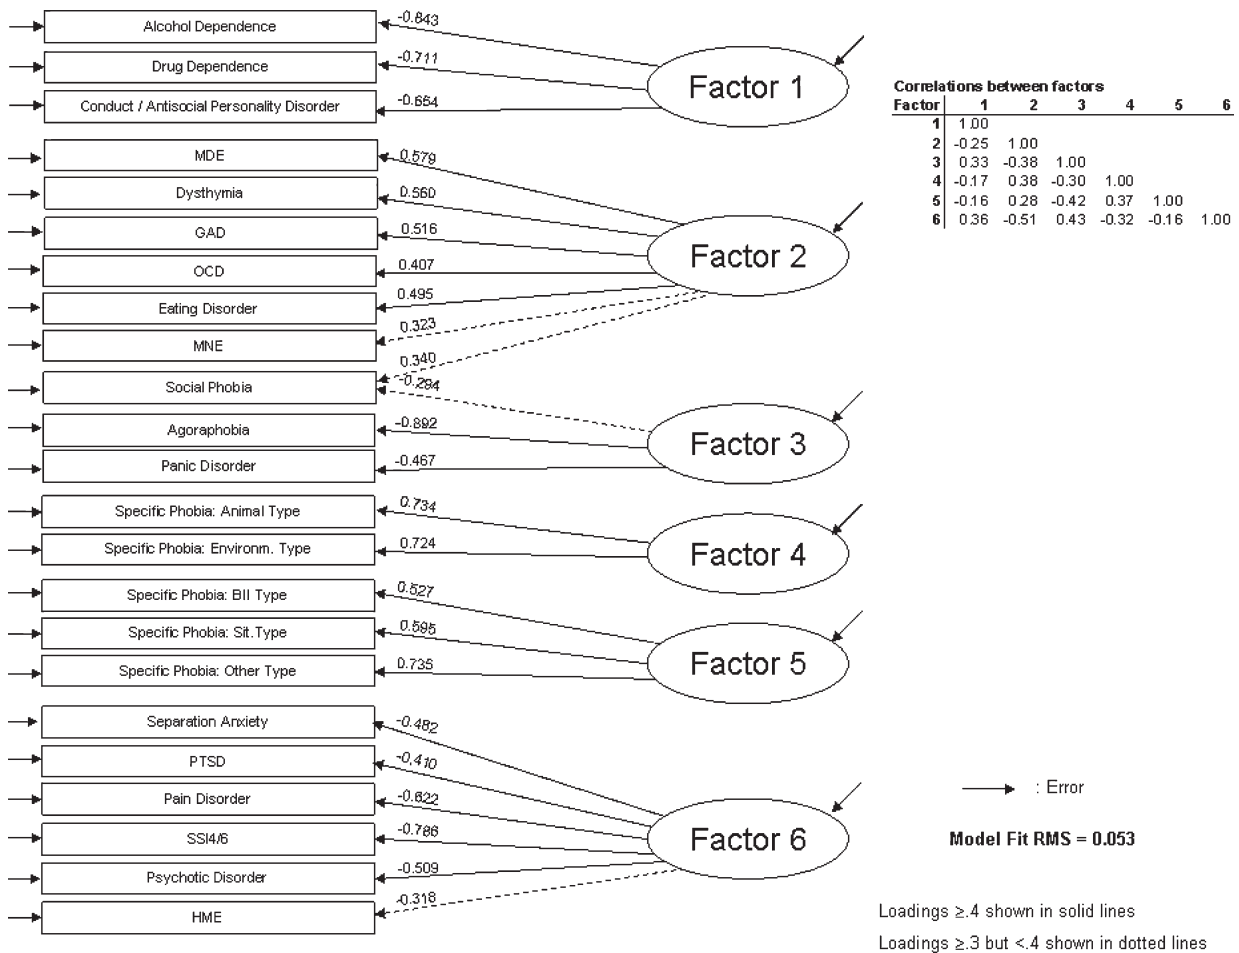 Alcohol Dependence
-0.643
Drug Dependence
-0.711
Conduct / Antisocial Personality Disorder
-0.654
Factor 1
MDE
0.579
Dysthymia
0.560
GAD
0.516
OCD
0.407
Eating Disorder
0.495
MNE
0.323
Social Phobia
0.340
-0.294
Factor 2
Agoraphobia
-0.892
Panic Disorder
-0.467
Factor 3
Specific Phobia: Animal Type
0.734
Specific Phobia: Environm. Type
0.724
Factor 4
Specific Phobia: BII Type
0.527
Specific Phobia: Sit.Type
0.595
Specific Phobia: Other Type
0.735
Factor 5
Separation Anxiety
-0.482
PTSD
-0.410
Pain Disorder
-0.622
SSI4/6
-0.786
Psychotic Disorder
-0.509
HME
-0.318
Factor 6
Correlations between factors
Factor 1 2 3 4 5 6
1 1.00
2 -0.25 1.00
3 0.33 -0.38 1.00
4 -0.17 0.38 -0.30 1.00
5 -0.16 0.28 -0.42 0.37 1.00
6 0.36 -0.51 0.43 -0.32 -0.16 1.00
: Error
Model Fit RMS = 0.053
Loadings ≥.4 shown in solid lines
Loadings ≥.3 but <.4 shown in dotted lines